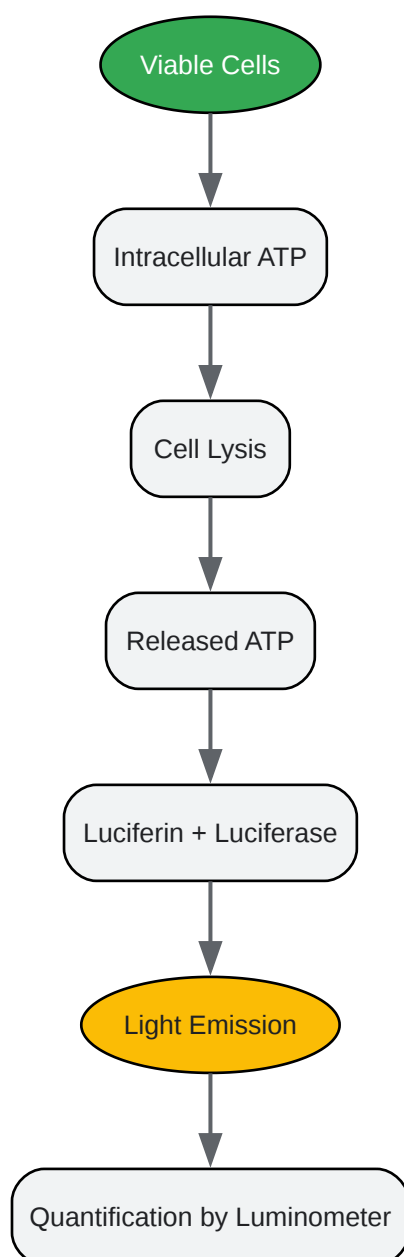 Viable Cells
Intracellular ATP
Cell Lysis
Released ATP
Luciferin + Luciferase
Light Emission
Quantification by Luminometer